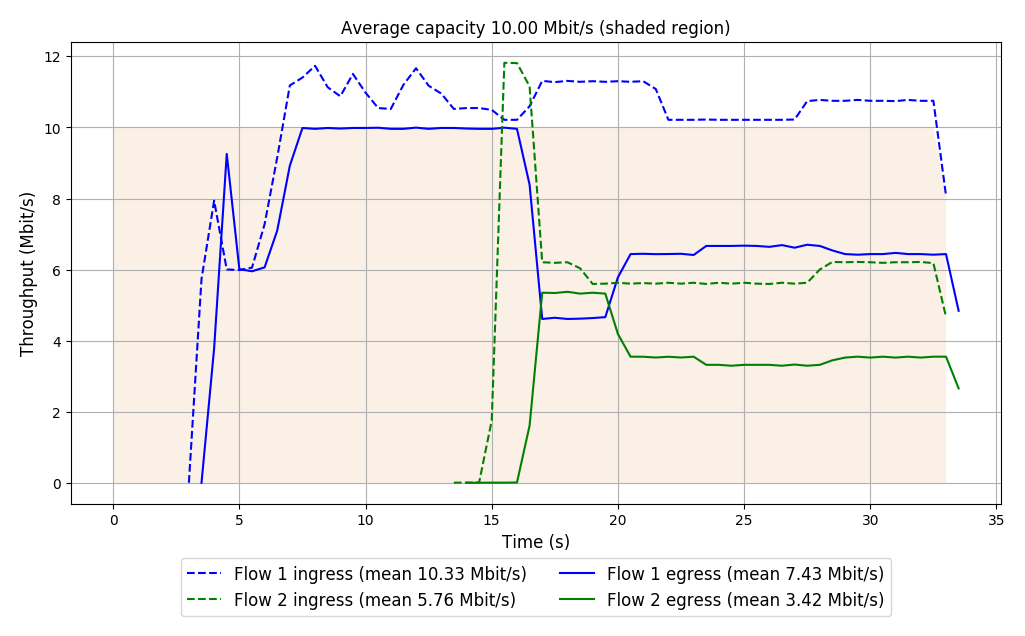 Average capacity 10.00 Mbit/s (shaded region)
12
10
8
6
4
2
0
Throughput (Mbit/s)
0 5 10 15 20 25 30 35
Time (s)
Flow 1 ingress (mean 10.33 Mbit/s) Flow 1 egress (mean 7.43 Mbit/s)
Flow 2 ingress (mean 5.76 Mbit/s) Flow 2 egress (mean 3.42 Mbit/s)